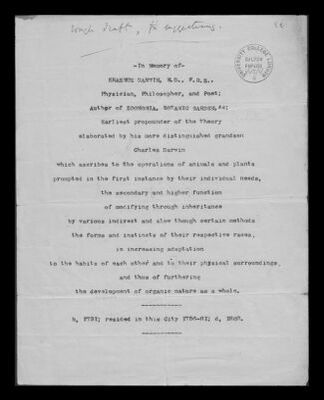 rough draft, for suggestions.
-In Memory of-
ERASMUS DARWIN, M.D., F.R.S.,
Physician, Philosopher, and Poet;
Author of ZOONOMIA, BOTANIC GARDEN,&c;
Earliest propounder of the Theory
elaborated by his more distinguished grandson
Charles Darwin
which ascribes to the operations of animals and plants
prompted in the first instance by their individual needs,
the secondary and higher function
of modifying through inheritance
by various indirect and slow though certain methods
the forms and instincts of their respective races,
in increasing adaptation
to the habits of each other and to their physical surroundings,
and thus of furthering
the development of organic nature as a whole.
b, 1731; resided in this City 1756-81; d, 1802.
UNIVERSITY COLLEGE LONDON
GALTON
PAPERS